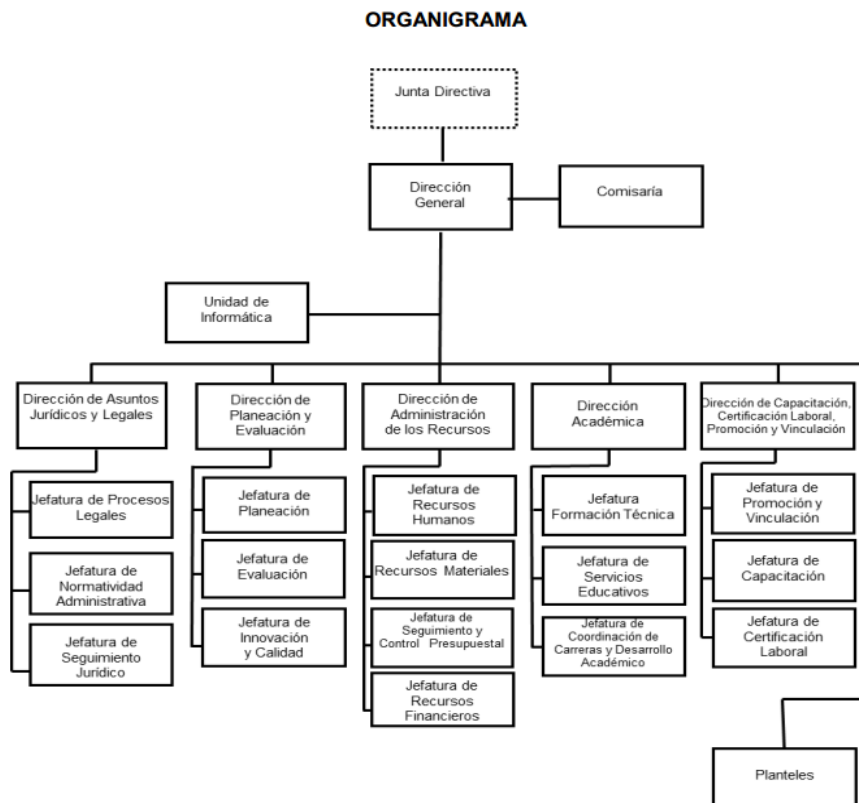 ORGANIGRAMA
Junta Directiva
Dirección
General
Comisaría
Unidad de
Informática
Dirección de Asuntos
Jurídicos y Legales
Jefatura de Procesos
Legales
Jefatura de
Normatividad
Administrativa
Jefatura de
Seguimiento
Jurídico
Dirección de
Planeación y
Evaluación
Jefatura de
Planeación
Jefatura de
Evaluación
Jefatura de
Innovación
y Calidad
Dirección de
Administración
de los Recursos
Jefatura de
Recursos
Humanos
Jefatura de
Recursos Materiales
Jefatura de
Seguimiento y
Control Presupuestal
Jefatura de
Recursos
Financieros
Dirección
Académica
Jefatura
Formación Técnica
Jefatura de
Servicios
Educativos
Jefatura de
Coordinación de
Carreras y Desarrollo
Académico
Dirección de Capacitación,
Certificación Laboral,
Promoción y Vinculación
Jefatura de
Promoción y
Vinculación
Jefatura de
Capacitación
Jefatura de
Certificación
Laboral
Planteles